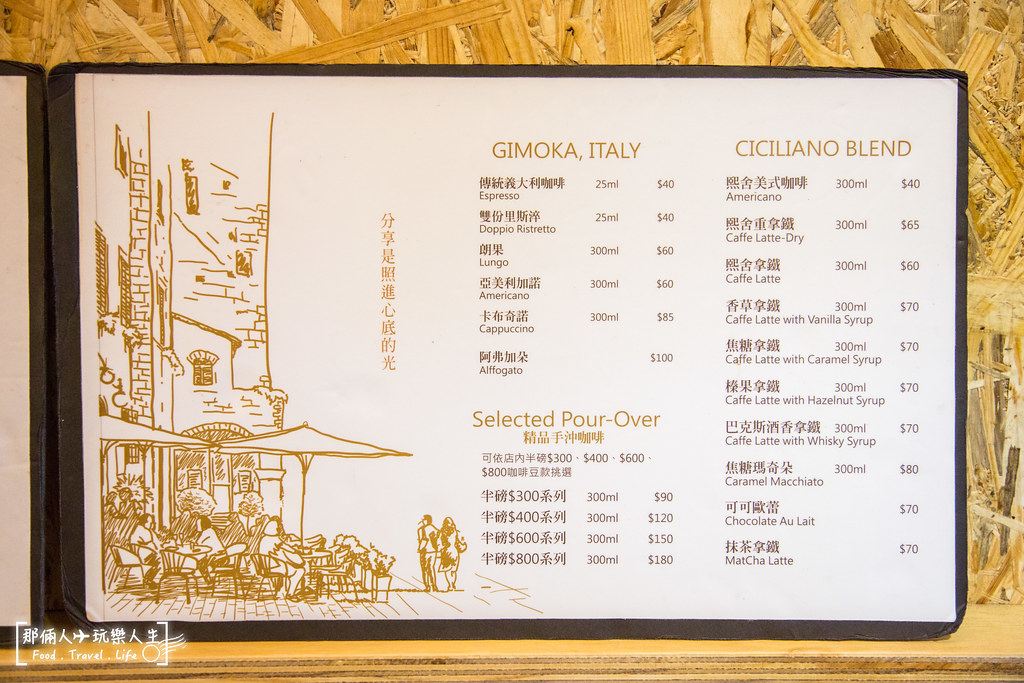 分享是照進心底的光
GIMOKA, ITALY
傳統義大利咖啡 25ml $40
Espresso
雙份里斯淬 25ml $40
Doppio Ristretto
朗果 300ml $60
Lungo
亞美利加諾 300ml $60
Americano
卡布奇諾 300ml $85
Cappuccino
阿弗加朵 $100
Alffogato
Selected Pour-Over
精品手沖咖啡
可依店內半磅$300、$400、$600、
$800咖啡豆款挑選
半磅$300系列 300ml $90
半磅$400系列 300ml $120
半磅$600系列 300ml $150
半磅$800系列 300ml $180
CICILIANO BLEND
熙舍美式咖啡 300ml $40
Americano
熙舍重拿鐵 300ml $65
Caffe Latte-Dry
熙舍拿鐵 300ml $60
Caffe Latte
香草拿鐵 300ml $70
Caffe Latte with Vanilla Syrup
焦糖拿鐵 300ml $70
Caffe Latte with Caramel Syrup
榛果拿鐵 300ml $70
Caffe Latte with Hazelnut Syrup
巴克斯酒香拿鐵 300ml $70
Caffe Latte with Whisky Syrup
焦糖瑪奇朵 300ml $80
Caramel Macchiato
可可歐蕾 $70
Chocolate Au Lait
抹茶拿鐵 $70
MatCha Latte
那倆人玩樂人生
Food . Travel . Life